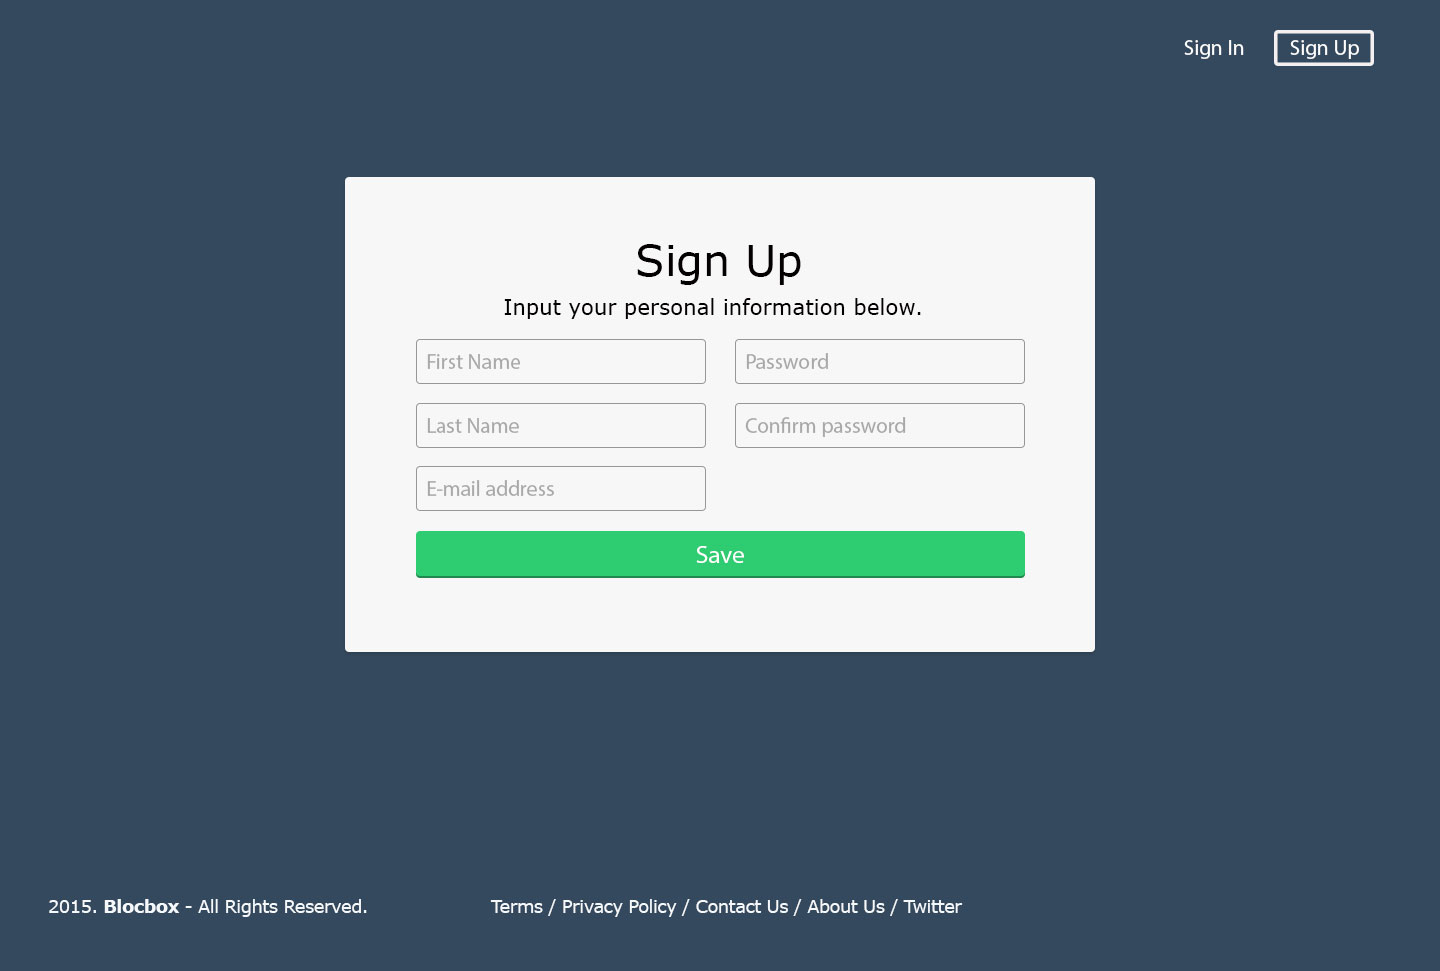 Sign In
Sign Up
Sign Up
Input your personal information below.
First Name
Password
Last Name
Confirm password
E-mail address
Save
2015. Blocbox - All Rights Reserved.
Terms / Privacy Policy / Contact Us / About Us / Twitter